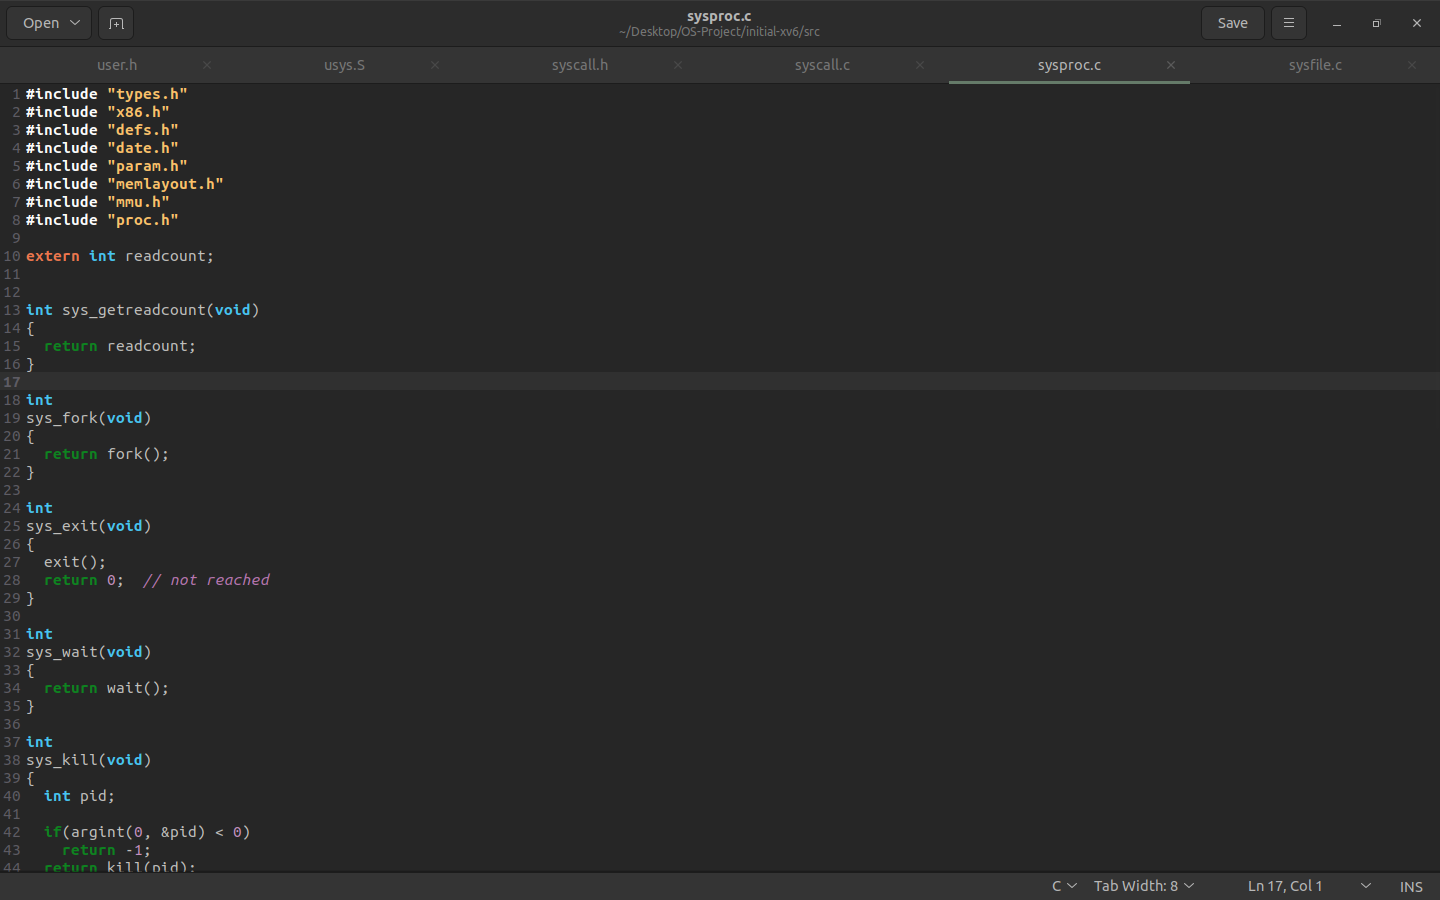 Open
sysproc.c
~/Desktop/OS-Project/initial-xv6/src
Save
user.h
usys.S
syscall.h
syscall.c
sysproc.c
sysfile.c
1 #include "types.h"
2 #include "x86.h"
3 #include "defs.h"
4 #include "date.h"
5 #include "param.h"
6 #include "memlayout.h"
7 #include "mmu.h"
8 #include "proc.h"
9
10 extern int readcount;
11
12
13 int sys_getreadcount(void)
14 {
15   return readcount;
16 }
17
18 int
19 sys_fork(void)
20 {
21   return fork();
22 }
23
24 int
25 sys_exit(void)
26 {
27   exit();
28   return 0;  // not reached
29 }
30
31 int
32 sys_wait(void)
33 {
34   return wait();
35 }
36
37 int
38 sys_kill(void)
39 {
40   int pid;
41
42   if(argint(0, &pid) < 0)
43     return -1;
44   return kill(pid);
C
Tab Width: 8
Ln 17, Col 1
INS